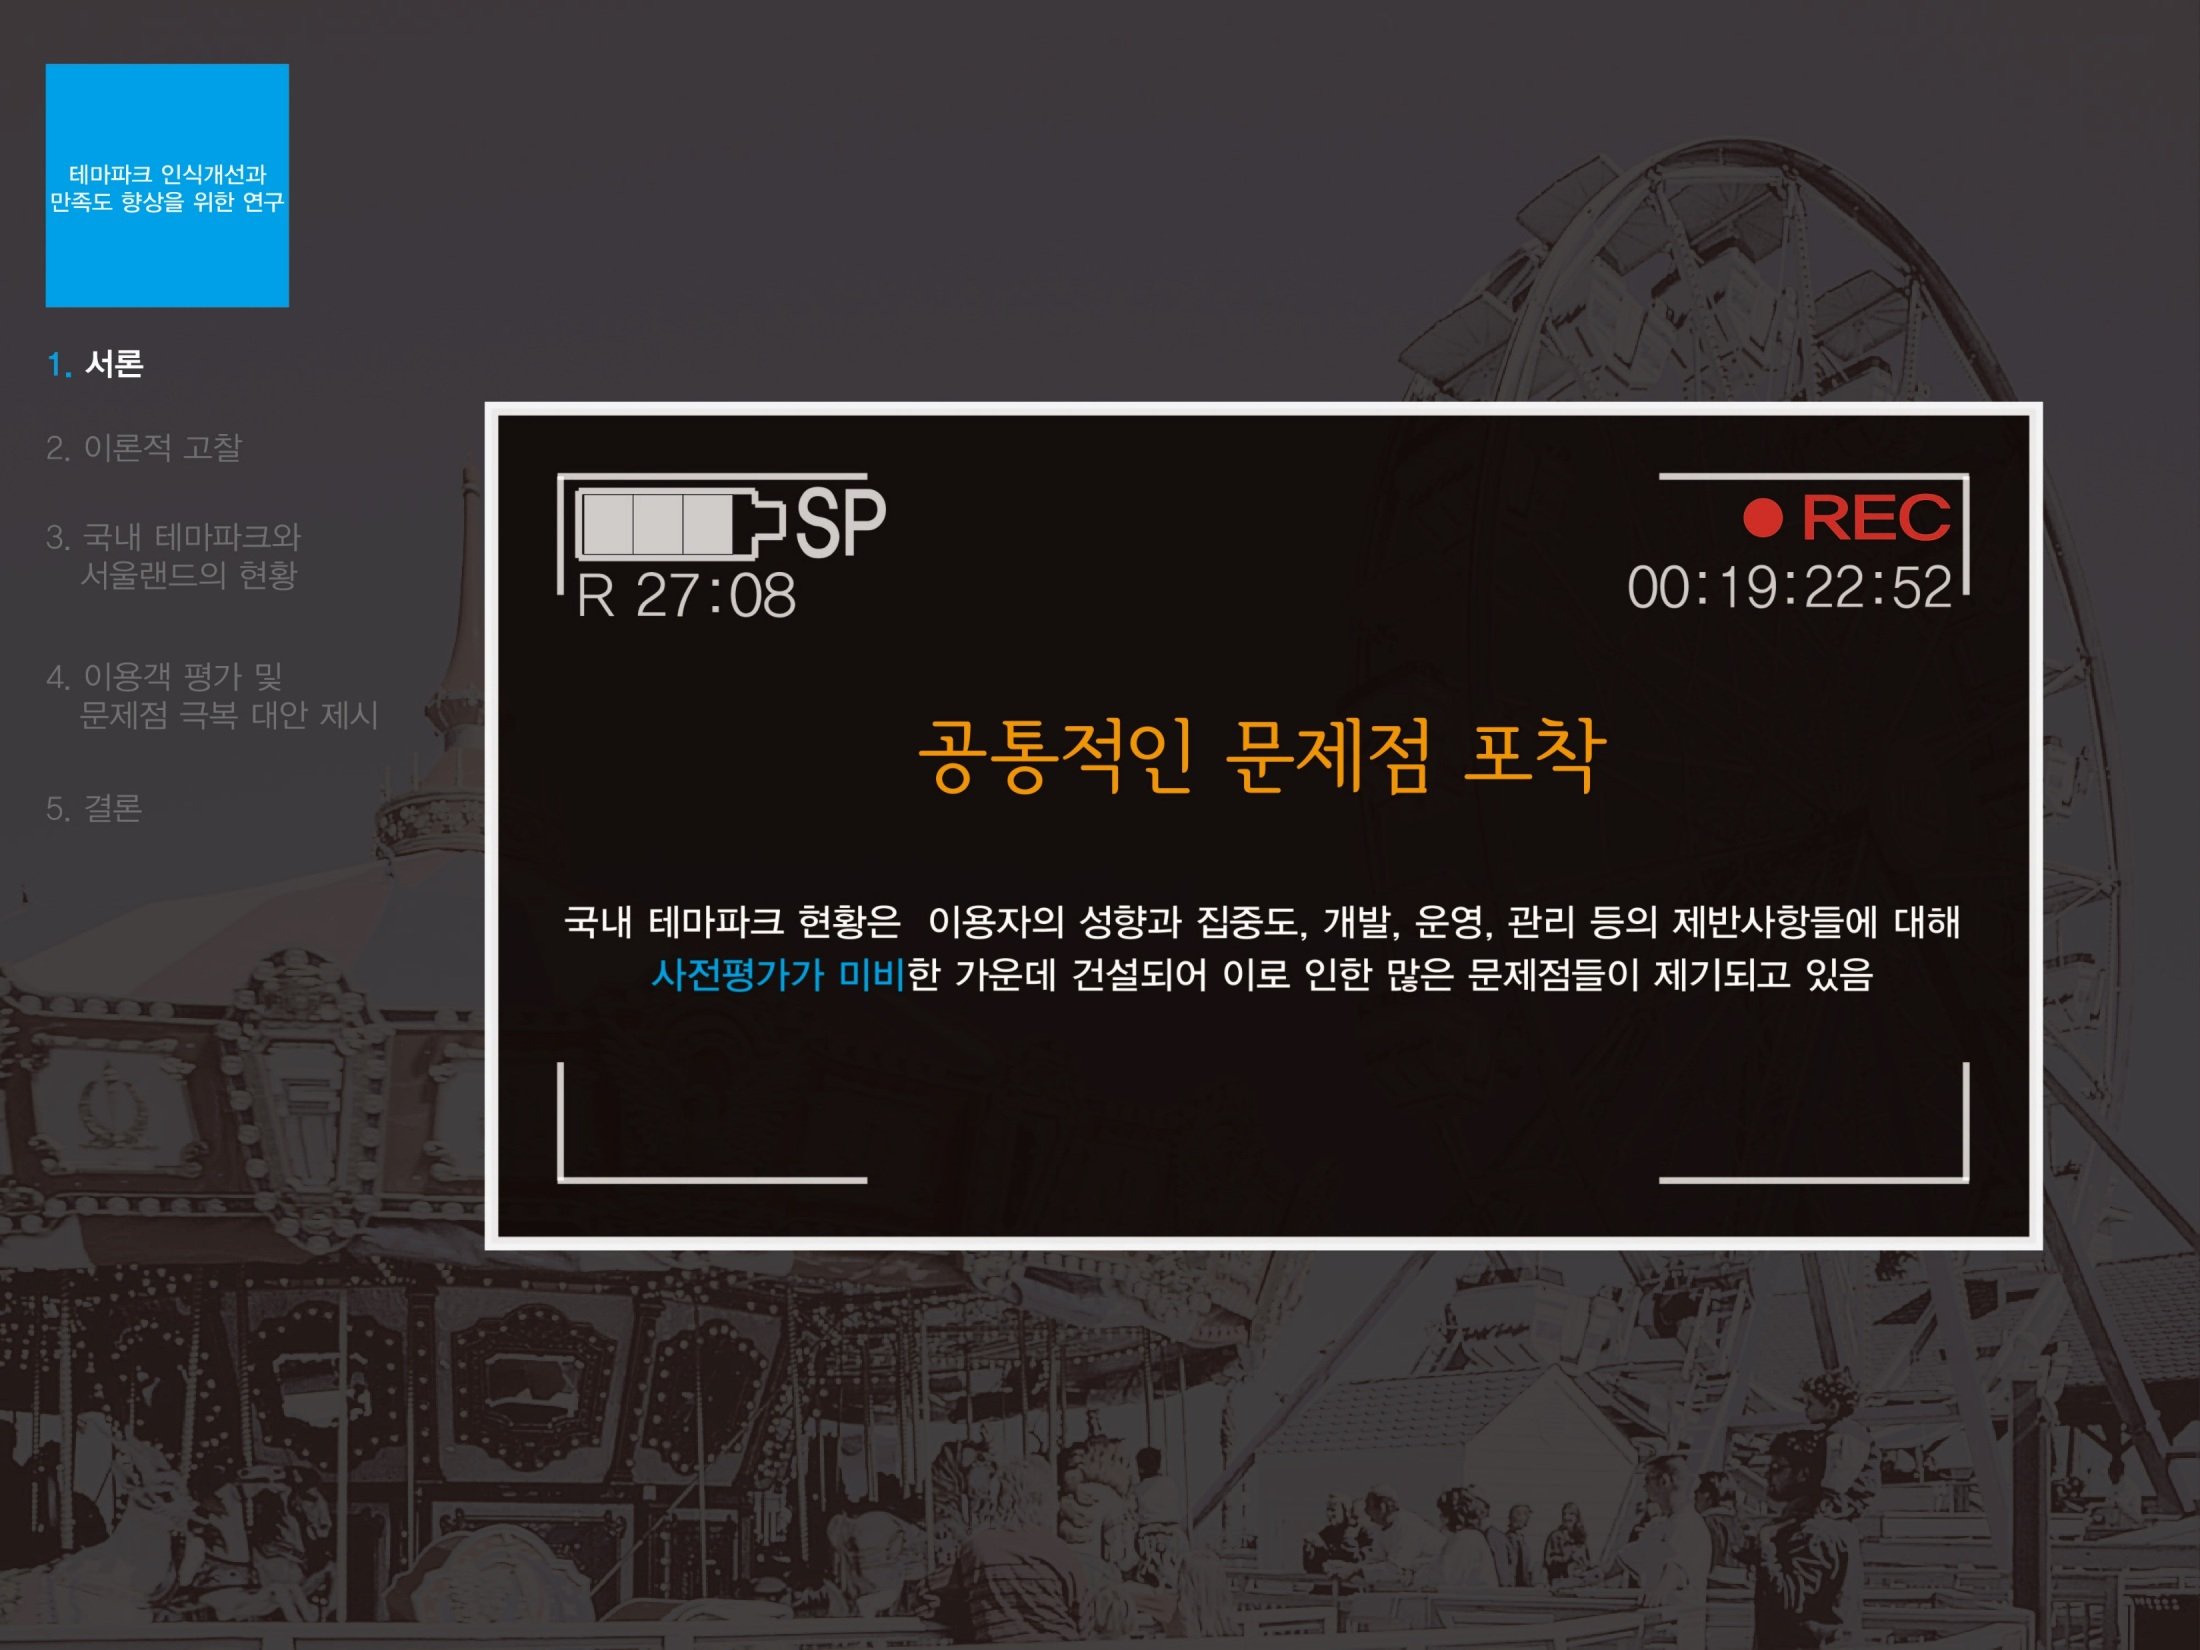 테마파크 인식개선과
만족도 향상을 위한 연구
1. 서론
2. 이론적 고찰
3. 국내 테마파크와
서울랜드의 현황
4. 이용객 평가 및
문제점 극복 대안 제시
5. 결론
SP
R 27:08
REC
00:19:22:52
공통적인 문제점 포착
국내 테마파크 현황은 이용자의 성향과 집중도, 개발, 운영, 관리 등의 제반사항들에 대해
사전평가가 미비한 가운데 건설되어 이로 인한 많은 문제점들이 제기되고 있음